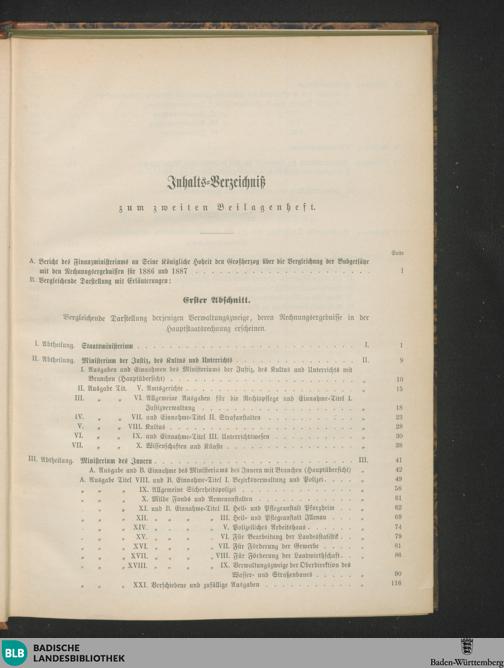 Inhalts-Verzeichniß
zum zweiten Beilagenheft.
Seite
A. Bericht des Finanzministeriums an Seine Königliche Hoheit den Großherzog über die Vergleichung der Budgetsätze
mit den Rechnungsergebnissen für 1886 und 1887 . . . 1
B. Vergleichende Darstellung mit Erläuterungen:
Erster Abschnitt.
Vergleichende Darstellung derjenigen Verwaltungszweige, deren Rechnungsergebnisse in der
Hauptstaatsrechnung erscheinen.
I. Abtheilung. Staatsministerium . . . I. 1
II. Abtheilung. Ministerium der Justiz, des Kultus und Unterrichts . . . II. 9
I. Ausgaben und Einnahmen des Ministeriums der Justiz, des Kultus und Unterrichts mit
Branchen (Hauptübersicht) . . . „ 10
II. Ausgabe Tit. V. Amtsgerichte . . . „ 15
III. „ „ VI. Allgemeine Ausgaben für die Rechtspflege und Einnahme-Titel I.
Justizverwaltung . . . „ 18
IV. „ „ VII. und Einnahme-Titel II. Strafanstalten . . . „ 23
V. „ „ VIII. Kultus . . . „ 28
VI. „ „ IX. und Einnahme-Titel III. Unterrichtswesen . . . „ 30
VII. „ „ X. Wissenschaften und Künste . . . „ 38
III. Abtheilung. Ministerium des Innern . . . III. 41
A. Ausgabe und B. Einnahme des Ministeriums des Innern mit Branchen (Hauptübersicht) „ 42
A. Ausgabe Titel VIII. und B. Einnahme-Titel I. Bezirksverwaltung und Polizei . . . „ 49
„ „ „ IX. Allgemeine Sicherheitspolizei . . . „ 58
„ „ „ X. Milde Fonds und Armenanstalten . . . „ 61
„ „ „ XI. und B. Einnahme-Titel II. Heil- und Pflegeanstalt Pforzheim . . . „ 62
„ „ „ XII. „ „ „ „ III. Heil- und Pflegeanstalt Illenau . . . „ 69
„ „ „ XIV. „ „ „ „ V. Polizeiliches Arbeitshaus . . . „ 74
„ „ „ XV. „ „ „ „ VI. Für Bearbeitung der Landesstatistik . . . „ 79
„ „ „ XVI. „ „ „ „ VII. Für Förderung der Gewerbe . . . „ 81
„ „ „ XVII. „ „ „ „ VIII. Für Förderung der Landwirthschaft . . . „ 86
„ „ „ XVIII. „ „ „ „ IX. Verwaltungszweige der Oberdirektion des
Wasser- und Straßenbaues . . . „ 90
„ „ „ XXI. Verschiedene und zufällige Ausgaben . . . „ 116
BLB BADISCHE
LANDESBIBLIOTHEK
Baden-Württemberg